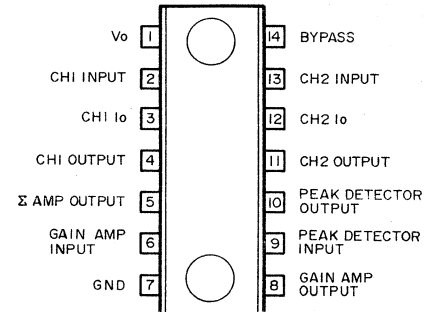 Vo 1 14 BYPASS
CH1 INPUT 2 13 CH2 INPUT
CH1 Io 3 12 CH2 Io
CH1 OUTPUT 4 11 CH2 OUTPUT
Σ AMP OUTPUT 5 10 PEAK DETECTOR
OUTPUT
GAIN AMP
INPUT 6 9 PEAK DETECTOR
INPUT
GND 7 8 GAIN AMP
OUTPUT